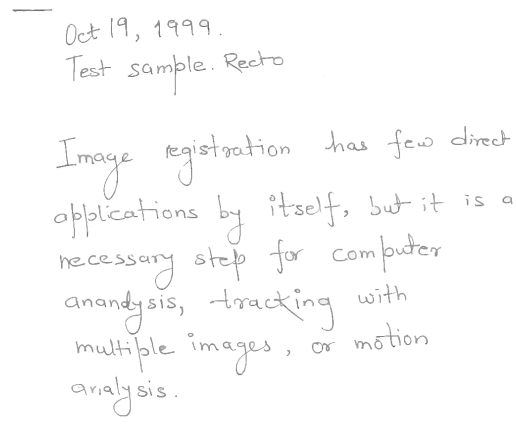 Oct 19, 1999.
Test sample. Recto
Image registration has few direct
applications by itself, but it is a
necessary step for computer
anandysis, tracking with
multiple images, or motion
analysis.